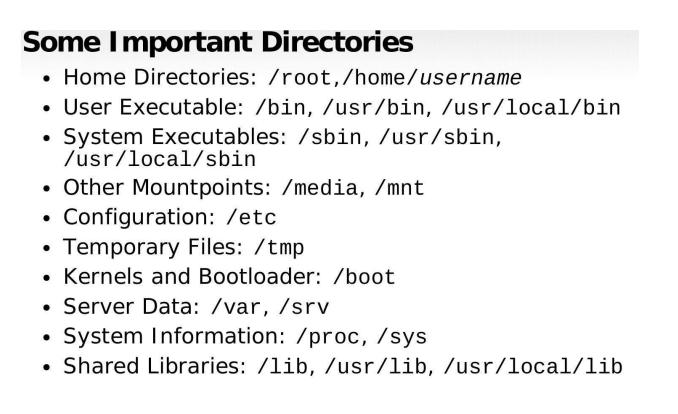 Some Important Directories
• Home Directories: /root,/home/username
• User Executable: /bin, /usr/bin, /usr/local/bin
• System Executables: /sbin, /usr/sbin,
/usr/local/sbin
• Other Mountpoints: /media, /mnt
• Configuration: /etc
• Temporary Files: /tmp
• Kernels and Bootloader: /boot
• Server Data: /var, /srv
• System Information: /proc, /sys
• Shared Libraries: /lib, /usr/lib, /usr/local/lib